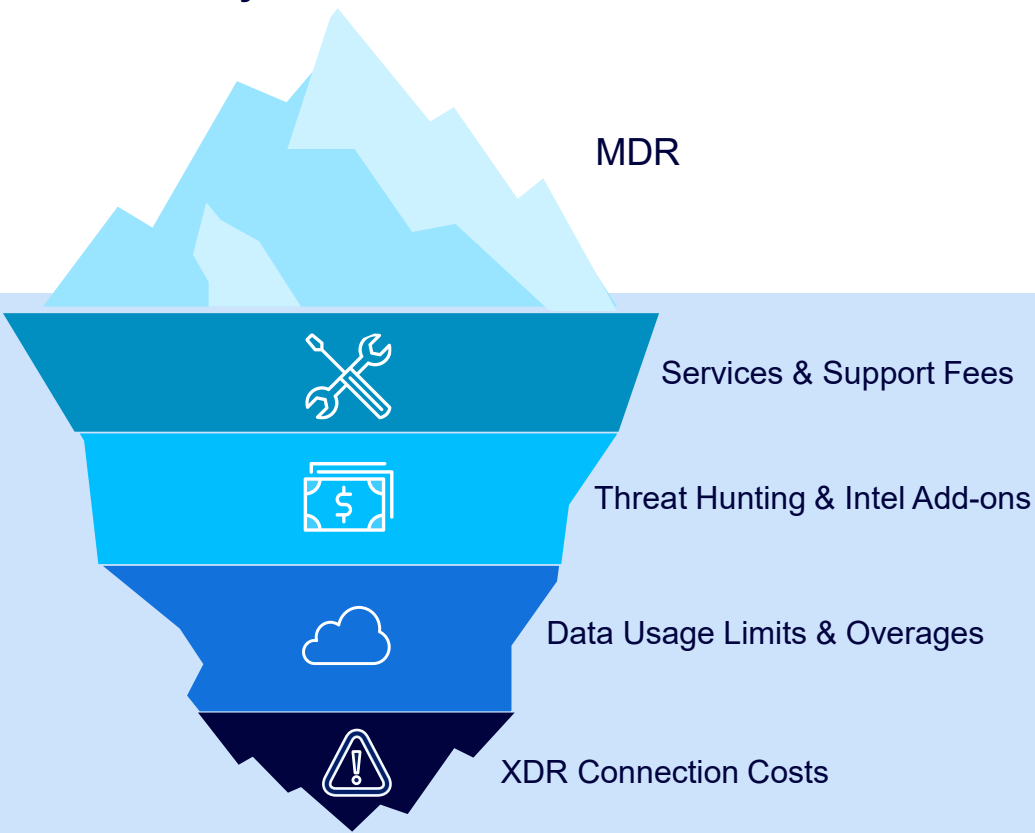 MDR
Services & Support Fees
$
Threat Hunting & Intel Add-ons
Data Usage Limits & Overages
XDR Connection Costs
!